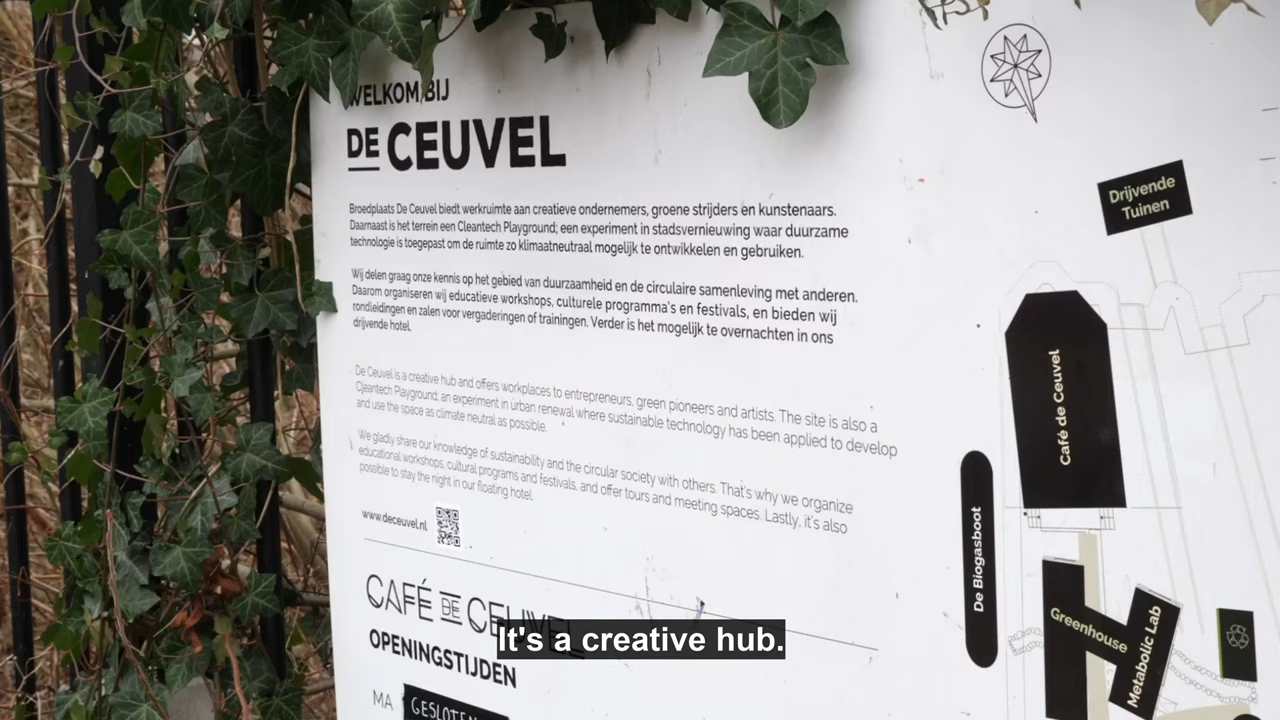 WELKOM BIJ
DE CEUVEL
Broedplaats De Ceuvel biedt werkruimte aan creatieve ondernemers, groene strijders en kunstenaars.
Daarnaast is het terrein een Cleantech Playground; een experiment in stadsvernieuwing waar duurzame
technologie is toegepast om de ruimte zo klimaatneutraal mogelijk te ontwikkelen en gebruiken.
Wij delen graag onze kennis op het gebied van duurzaamheid en de circulaire samenleving met anderen.
Daarom organiseren wij educatieve workshops, culturele programma's en festivals, en bieden wij
rondleidingen en zalen voor vergaderingen of trainingen. Verder is het mogelijk te overnachten in ons
drijvende hotel.
De Ceuvel is a creative hub and offers workplaces to entrepreneurs, green pioneers and artists. The site is also a
Cleantech Playground; an experiment in urban renewal where sustainable technology has been applied to develop
and use the space as climate neutral as possible.
We gladly share our knowledge of sustainability and the circular society with others. That's why we organize
educational workshops, cultural programs and festivals, and offer tours and meeting spaces. Lastly, it's also
possible to stay the night in our floating hotel.
www.deceuvel.nl
CAFÉ DE CEUVEL
OPENINGSTIJDEN
MA GESLOTEN
Drijvende
Tuinen
Café de Ceuvel
De Biogasboot
Greenhouse
Metabolic Lab
It's a creative hub.